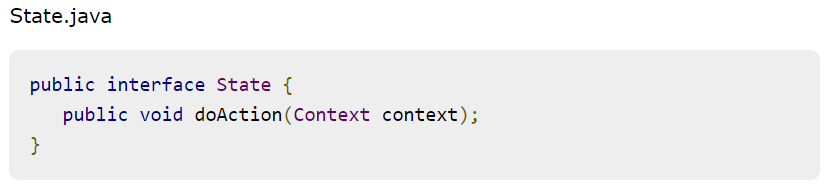 State.java
public interface State {
   public void doAction(Context context);
}